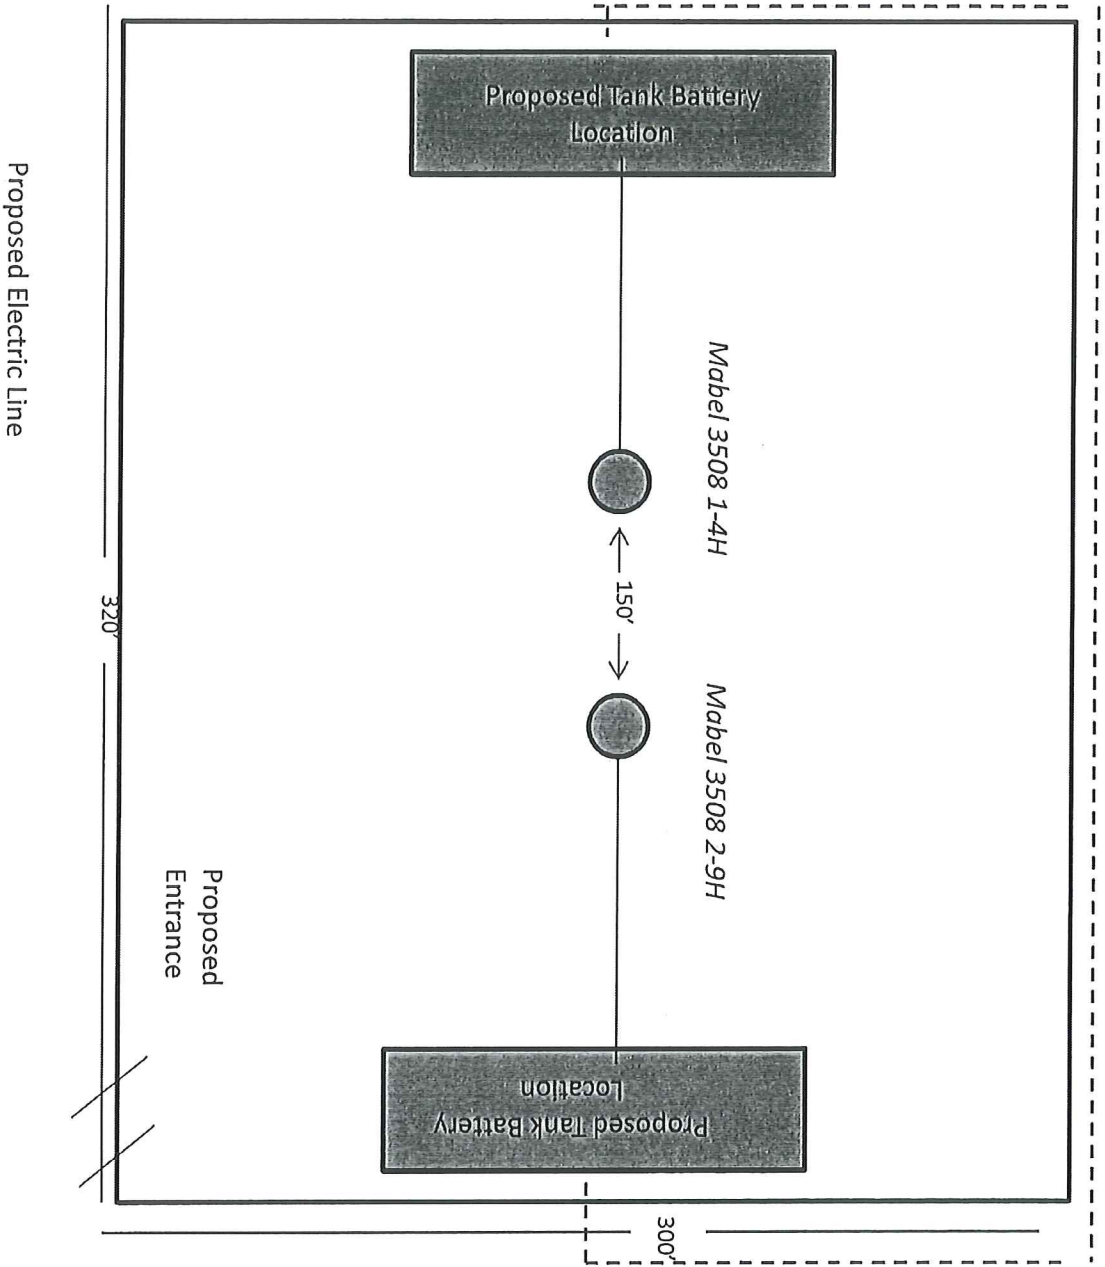 Proposed Tank Battery
Location
Mabel 3508 1-4H
150'
Mabel 3508 2-9H
Proposed Electric Line
320'
Proposed
Entrance
Proposed Tank Battery
Location
300'